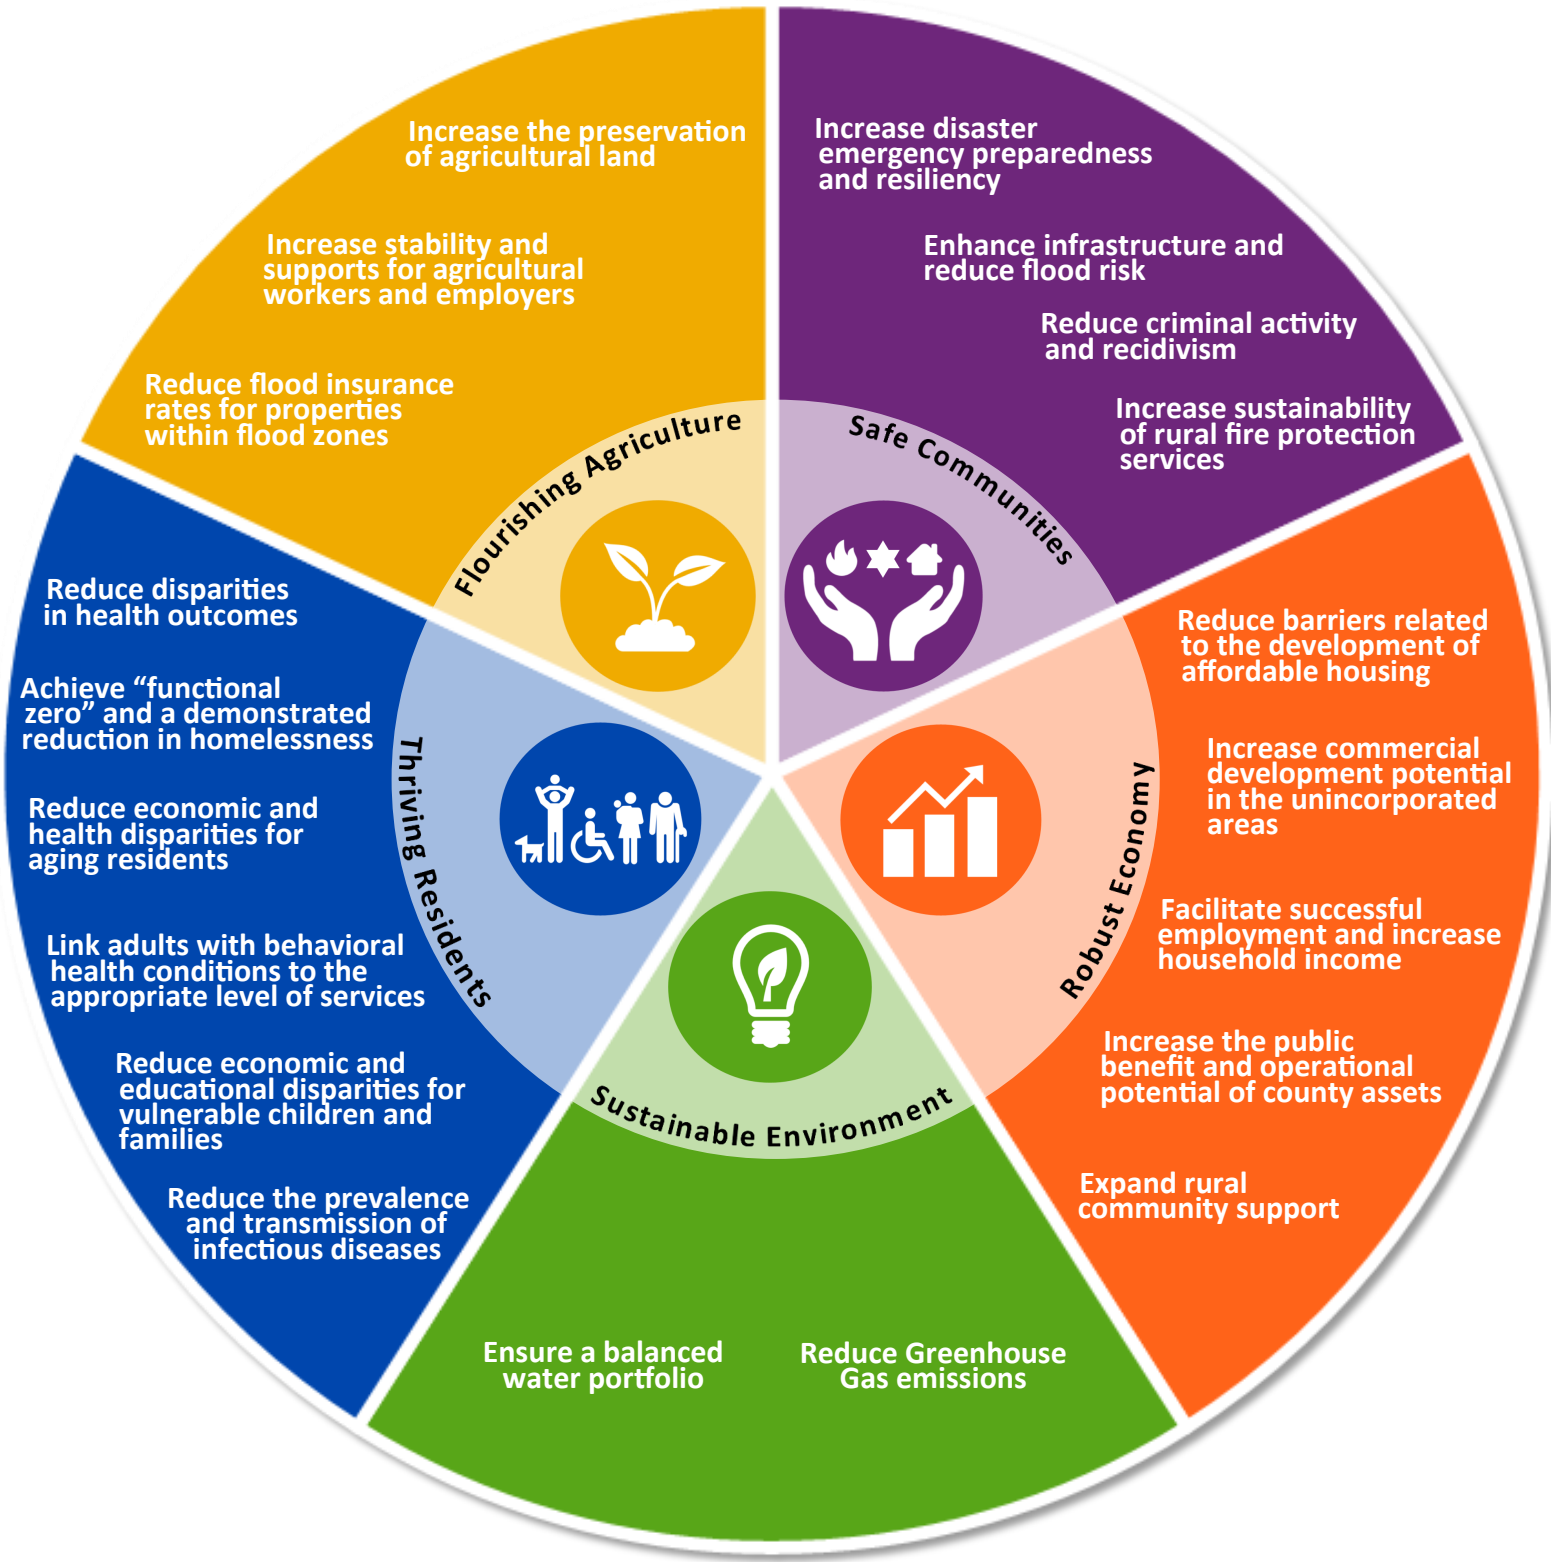 Increase the preservation
of agricultural land
Increase stability and
supports for agricultural
workers and employers
Reduce flood insurance
rates for properties
within flood zones
Flourishing Agriculture
Increase disaster
emergency preparedness
and resiliency
Enhance infrastructure and
reduce flood risk
Reduce criminal activity
and recidivism
Increase sustainability
of rural fire protection
services
Safe Communities
Reduce barriers related
to the development of
affordable housing
Increase commercial
development potential
in the unincorporated
areas
Facilitate successful
employment and increase
household income
Increase the public
benefit and operational
potential of county assets
Expand rural
community support
Robust Economy
Sustainable Environment
Ensure a balanced
water portfolio
Reduce Greenhouse
Gas emissions
Reduce disparities
in health outcomes
Achieve “functional
zero” and a demonstrated
reduction in homelessness
Reduce economic and
health disparities for
aging residents
Link adults with behavioral
health conditions to the
appropriate level of services
Reduce economic and
educational disparities for
vulnerable children and
families
Reduce the prevalence
and transmission of
infectious diseases
Thriving Residents